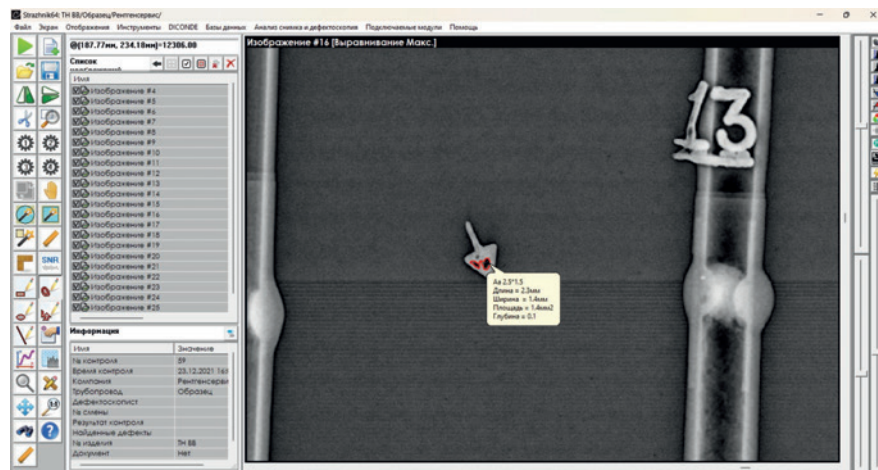 Strazhnik64: ТН ВВ/Образец/Рентгенсервис/
Файл Экран Отображения Инструменты DICONDE Базы данных Анализ снимка и дефектоскопия Подключаемые модули Помощь
@(187.77мм, 234.18мм)=12306.00
Изображение #16 [Выравнивание Макс.]
Список
Имя
Изображение #4
Изображение #5
Изображение #6
Изображение #7
Изображение #8
Изображение #9
Изображение #10
Изображение #11
Изображение #12
Изображение #13
Изображение #14
Изображение #15
Изображение #16
Изображение #17
Изображение #18
Изображение #19
Изображение #20
Изображение #21
Изображение #22
Изображение #23
Изображение #24
Изображение #25
SNR
13
Аа 2.5*1.5
Длина = 2.3мм
Ширина = 1.4мм
Площадь = 1.4мм2
Глубина = 0.1
Информация
Имя Значение
№ контроля 59
Время контроля 23.12.2021 16:
Компания Рентгенсерви
Трубопровод Образец
Дефектоскопист
№ смены
Результат контроля
Найденные дефекты
№ изделия ТН ВВ
Документ Нет